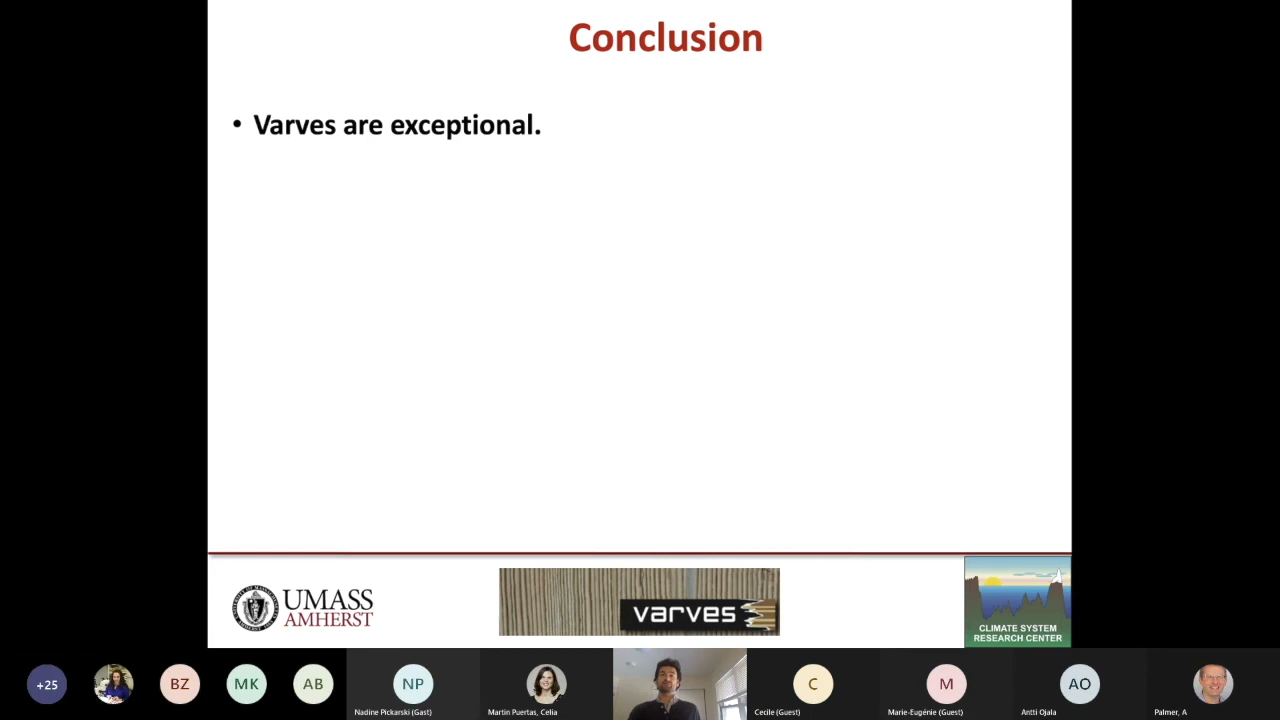 Conclusion
• Varves are exceptional.
UMASS
AMHERST
varves
CLIMATE SYSTEM
RESEARCH CENTER
+25
BZ
MK
AB
NP
C
M
AO
Nadine Pickarski (Gast)
Martin Puertas, Celia
Cecile (Guest)
Marie-Eugénie (Guest)
Antti Ojala
Palmer, A